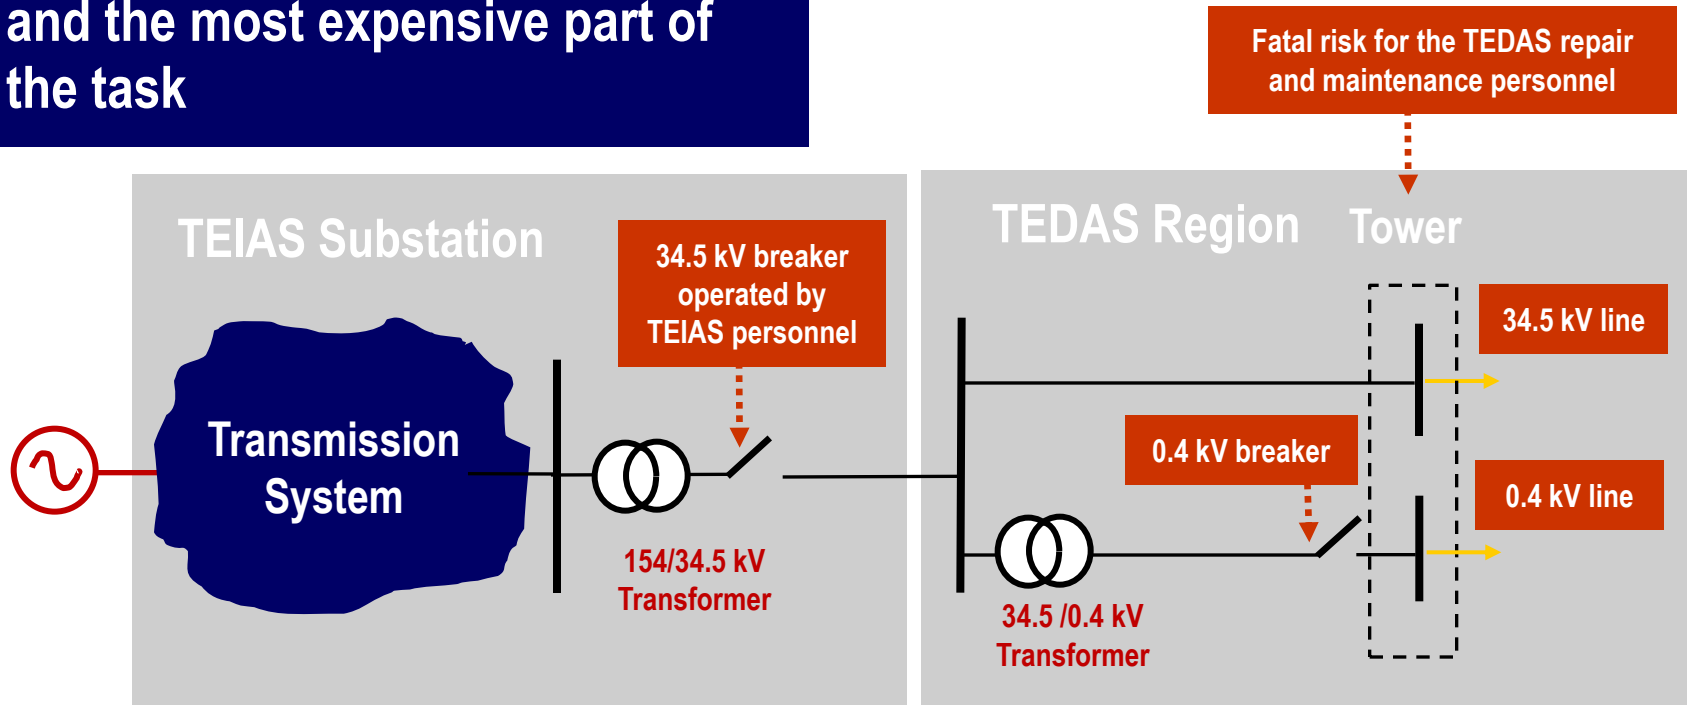 and the most expensive part of
the task
Fatal risk for the TEDAS repair
and maintenance personnel
TEIAS Substation
34.5 kV breaker
operated by
TEIAS personnel
TEDAS Region
Tower
34.5 kV line
Transmission
System
0.4 kV breaker
0.4 kV line
154/34.5 kV
Transformer
34.5 /0.4 kV
Transformer